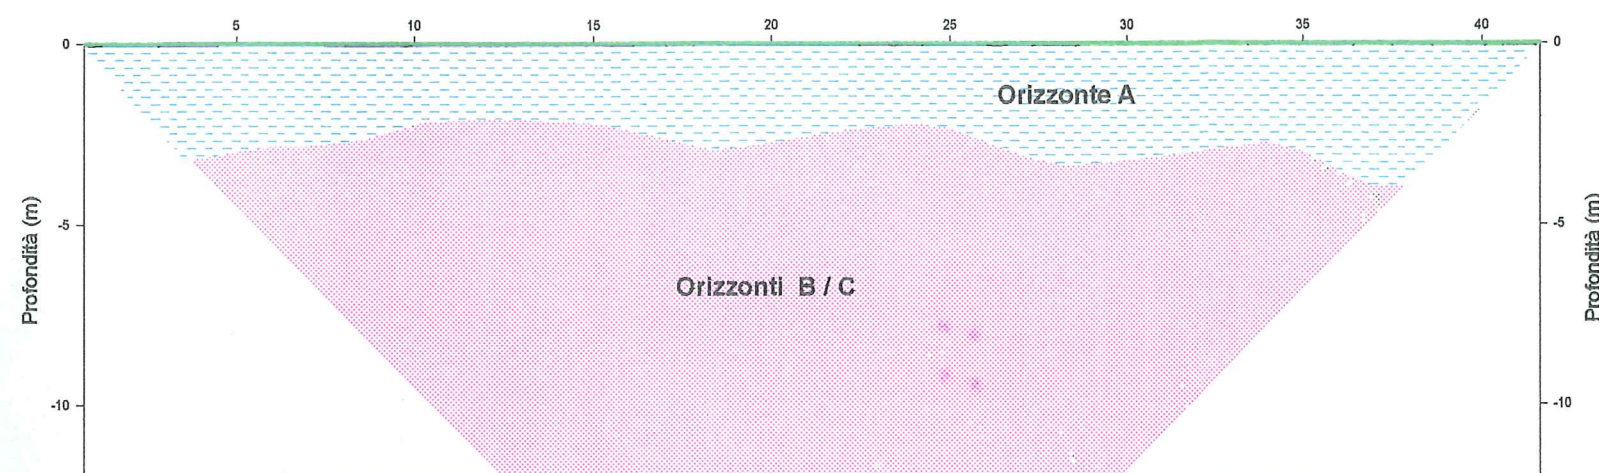 5 10 15 20 25 30 35 40
0 0
Orizzonte A
Profondità (m) -5 -5 Profondità (m)
Orizzonti B / C
-10 -10